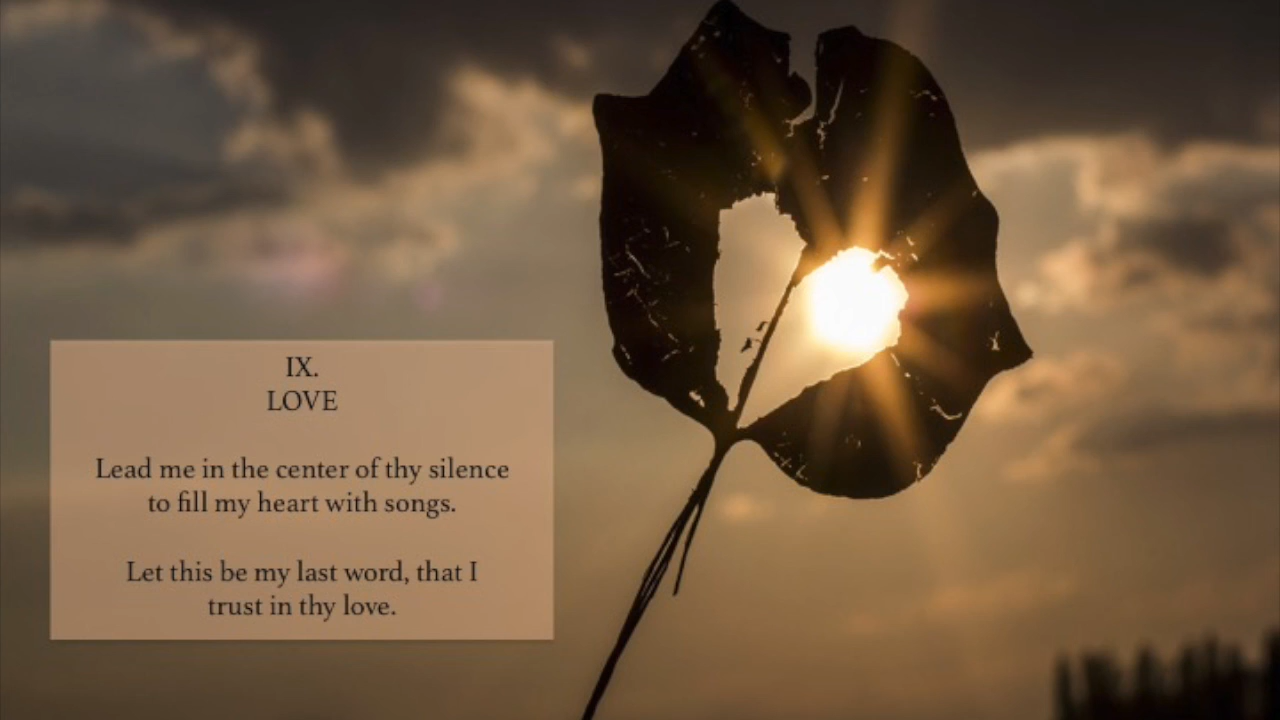 IX.
LOVE
Lead me in the center of thy silence
to fill my heart with songs.
Let this be my last word, that I
trust in thy love.